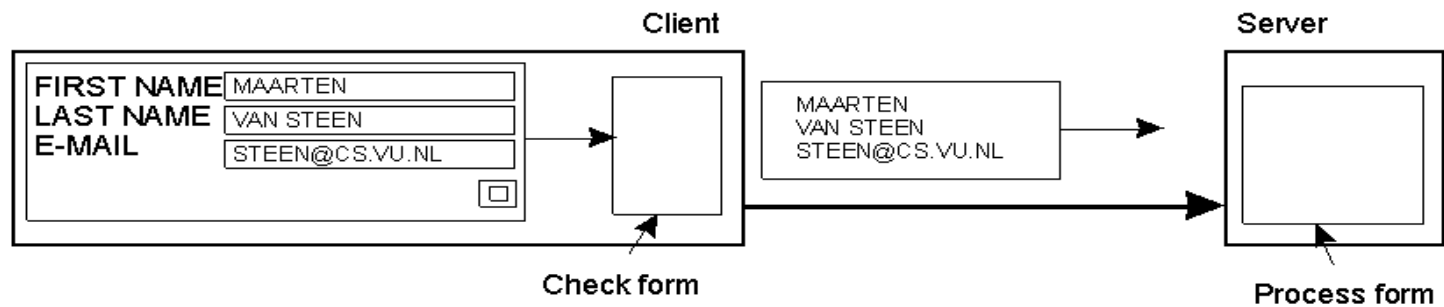 Client
Server
FIRST NAME MAARTEN
LAST NAME VAN STEEN
E-MAIL STEEN@CS.VU.NL
MAARTEN
VAN STEEN
STEEN@CS.VU.NL
Check form
Process form